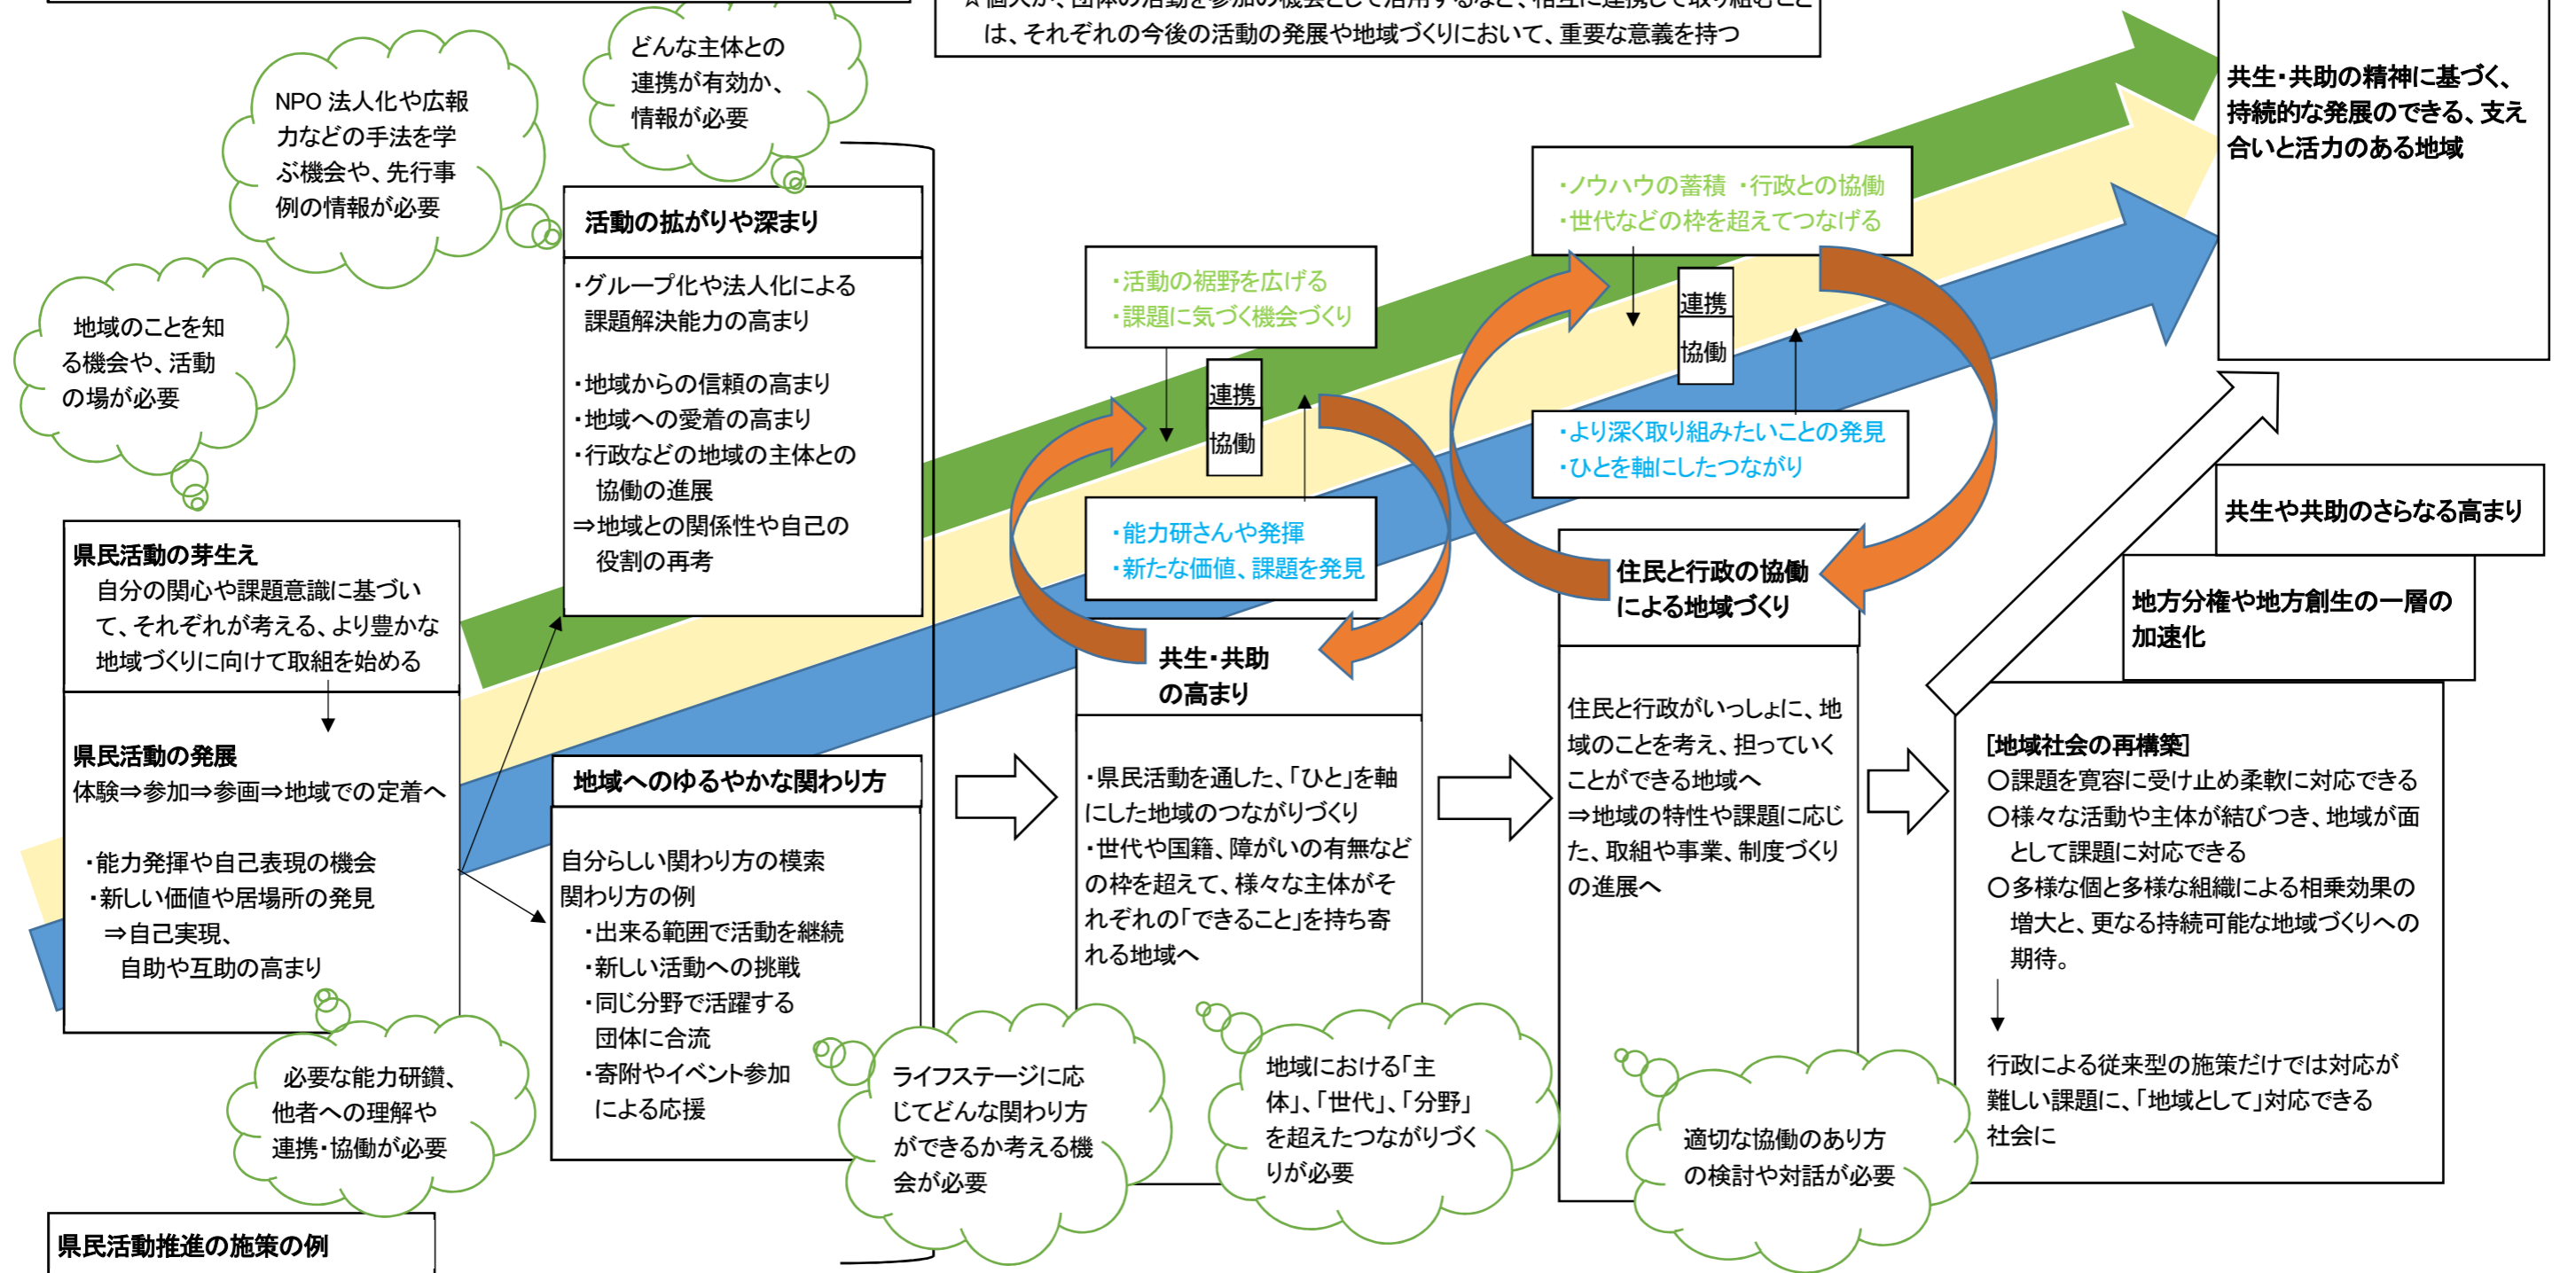 ☆個人が、団体の活動を参加の機会として活用するなど、相互に連携して取り組むこと
は、それぞれの今後の活動の発展や地域づくりにおいて、重要な意義を持つ
どんな主体との
連携が有効か、
情報が必要
NPO 法人化や広報
力などの手法を学
ぶ機会や、先行事
例の情報が必要
地域のことを知
る機会や、活動
の場が必要
共生・共助の精神に基づく、
持続的な発展のできる、支え
合いと活力のある地域
活動の拡がりや深まり
・グループ化や法人化による
課題解決能力の高まり
・地域からの信頼の高まり
・地域への愛着の高まり
・行政などの地域の主体との
協働の進展
⇒地域との関係性や自己の
役割の再考
・ノウハウの蓄積 ・行政との協働
・世代などの枠を超えてつなげる
・活動の裾野を広げる
・課題に気づく機会づくり
連携
協働
連携
協働
・より深く取り組みたいことの発見
・ひとを軸にしたつながり
・能力研さんや発揮
・新たな価値、課題を発見
県民活動の芽生え
自分の関心や課題意識に基づい
て、それぞれが考える、より豊かな
地域づくりに向けて取組を始める
県民活動の発展
体験⇒参加⇒参画⇒地域での定着へ
・能力発揮や自己表現の機会
・新しい価値や居場所の発見
⇒自己実現、
自助や互助の高まり
地域へのゆるやかな関わり方
自分らしい関わり方の模索
関わり方の例
・出来る範囲で活動を継続
・新しい活動への挑戦
・同じ分野で活躍する
団体に合流
・寄附やイベント参加
による応援
共生・共助
の高まり
・県民活動を通した、「ひと」を軸
にした地域のつながりづくり
・世代や国籍、障がいの有無など
の枠を超えて、様々な主体がそ
れぞれの「できること」を持ち寄
れる地域へ
住民と行政の協働
による地域づくり
住民と行政がいっしょに、地
域のことを考え、担っていく
ことができる地域へ
⇒地域の特性や課題に応じ
た、取組や事業、制度づくり
の進展へ
共生や共助のさらなる高まり
地方分権や地方創生の一層の
加速化
[地域社会の再構築]
○課題を寛容に受け止め柔軟に対応できる
○様々な活動や主体が結びつき、地域が面
として課題に対応できる
○多様な個と多様な組織による相乗効果の
増大と、更なる持続可能な地域づくりへの
期待。
行政による従来型の施策だけでは対応が
難しい課題に、「地域として」対応できる
社会に
必要な能力研鑽、
他者への理解や
連携・協働が必要
ライフステージに応
じてどんな関わり方
ができるか考える機
会が必要
地域における「主
体」、「世代」、「分野」
を超えたつながりづく
りが必要
適切な協働のあり方
の検討や対話が必要
県民活動推進の施策の例